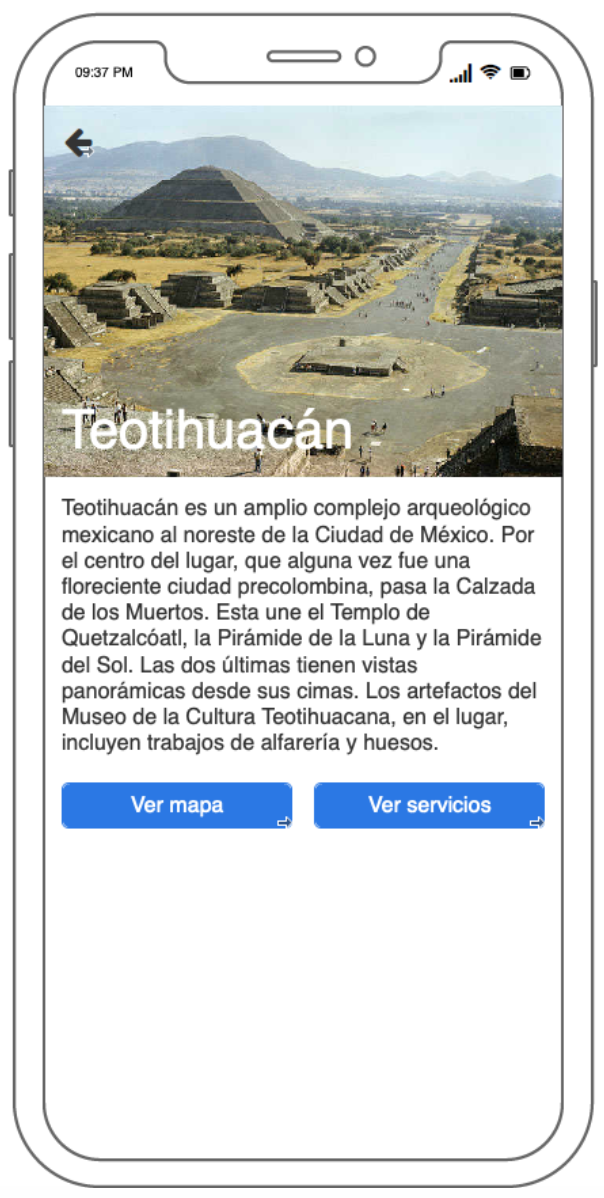 09:37 PM
Teotihuacán
Teotihuacán es un amplio complejo arqueológico
mexicano al noreste de la Ciudad de México. Por
el centro del lugar, que alguna vez fue una
floreciente ciudad precolombina, pasa la Calzada
de los Muertos. Esta une el Templo de
Quetzalcóatl, la Pirámide de la Luna y la Pirámide
del Sol. Las dos últimas tienen vistas
panorámicas desde sus cimas. Los artefactos del
Museo de la Cultura Teotihuacana, en el lugar,
incluyen trabajos de alfarería y huesos.
Ver mapa
Ver servicios